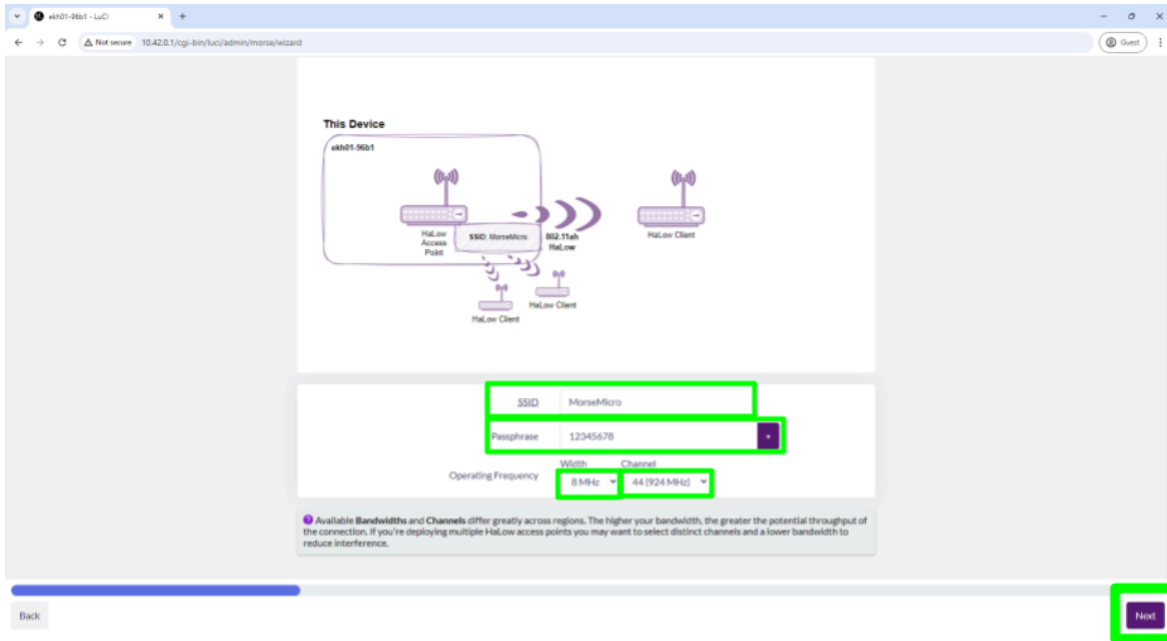 ekh01-96b1 - LuCI
Not secure 10.42.0.1/cgi-bin/luci/admin/morse/wizard
Guest
This Device
ekh01-96b1
HaLow
Access
Point
SSID: MorseMicro
802.11ah
HaLow
HaLow Client
HaLow Client
HaLow Client
SSID MorseMicro
Passphrase 12345678 *
Width Channel
Operating Frequency 8 MHz 44 (924 MHz)
Available Bandwidths and Channels differ greatly across regions. The higher your bandwidth, the greater the potential throughput of
the connection. If you're deploying multiple HaLow access points you may want to select distinct channels and a lower bandwidth to
reduce interference.
Back
Next